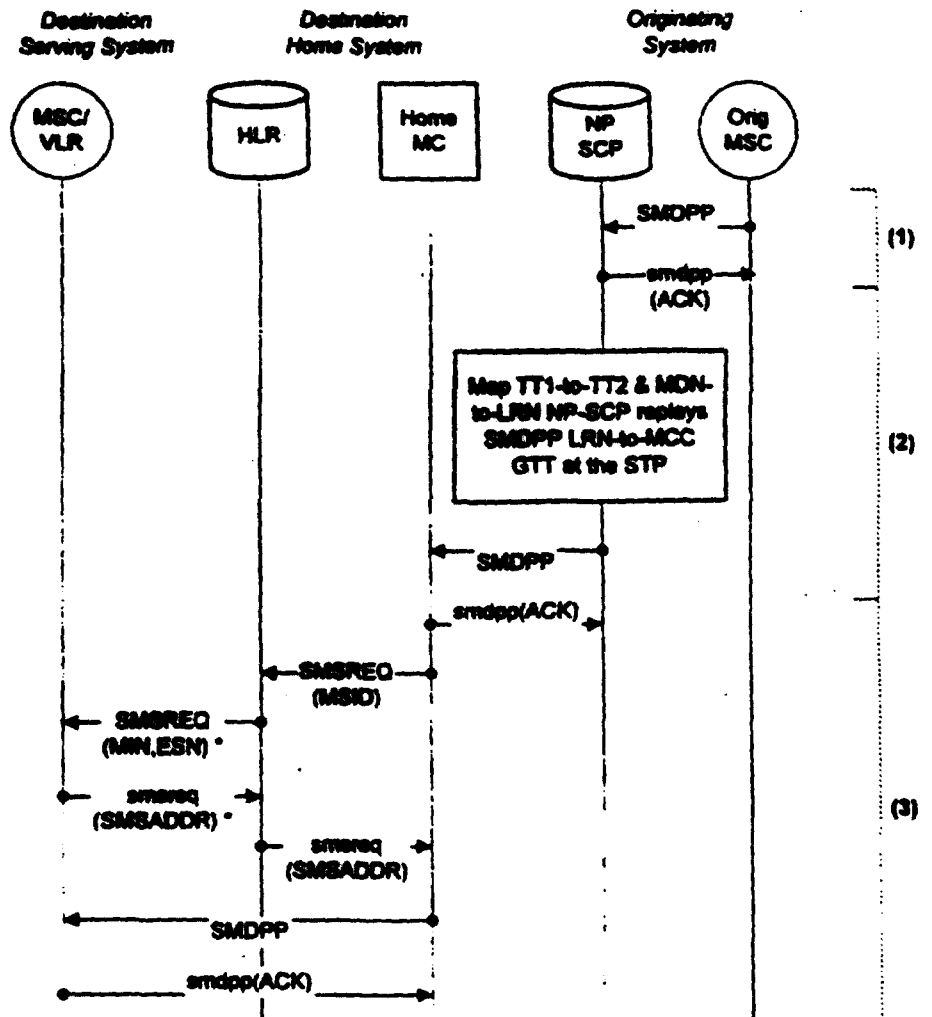 Destination
Serving System
Destination
Home System
Originating
System
MSC/
VLR
HLR
Home
MC
NP
SCP
Orig
MSC
SMDPP
(1)
smdpp
(ACK)
Map TT1-to-TT2 & MDN-
to-LRN NP-SCP replays
SMDPP LRN-to-MCC
GTT at the STP
(2)
SMDPP
smdpp(ACK)
SMSREQ
(MSID)
SMSREQ
(MIN,ESN) *
smsreq
(SMSADDR) *
(3)
smsreq
(SMSADDR)
SMDPP
smdpp(ACK)